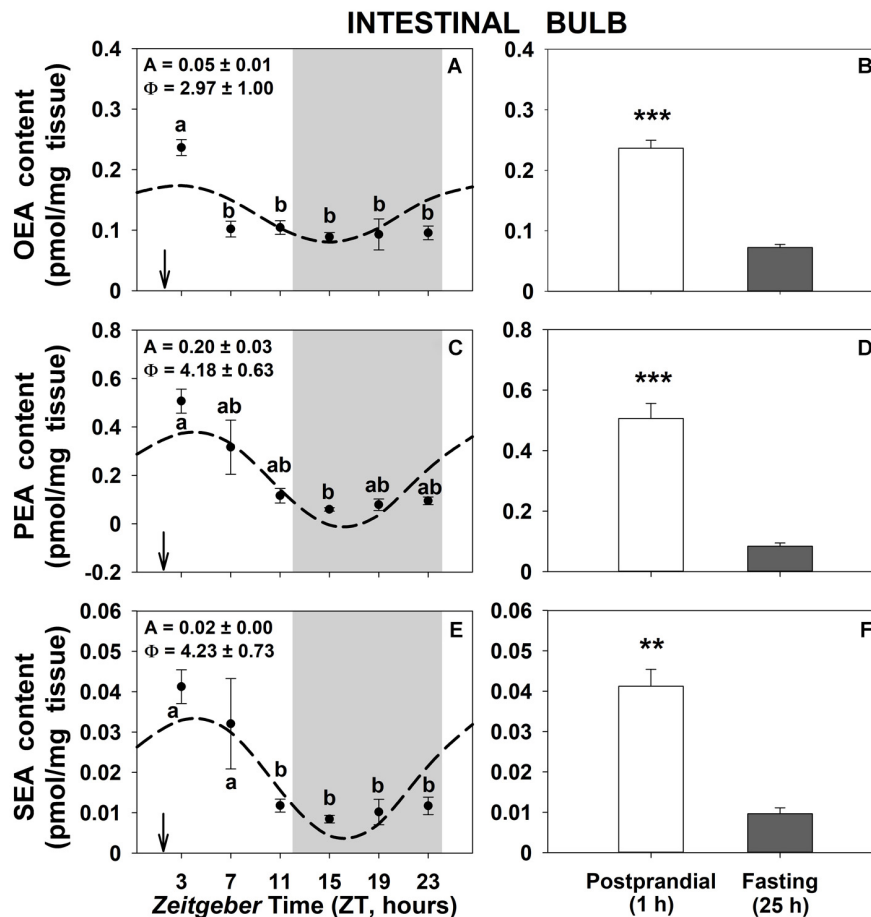 INTESTINAL BULB
OEA content
(pmol/mg tissue)
0.4
0.3
0.2
0.1
0
A = 0.05 ± 0.01
Φ = 2.97 ± 1.00
A
a
b
b
b
b
b
0.4
0.3
0.2
0.1
0
B
***
PEA content
(pmol/mg tissue)
0.8
0.6
0.4
0.2
0
-0.2
A = 0.20 ± 0.03
Φ = 4.18 ± 0.63
C
a
ab
ab
b
ab
ab
0.8
0.6
0.4
0.2
0
D
***
SEA content
(pmol/mg tissue)
0.06
0.05
0.04
0.03
0.02
0.01
0
A = 0.02 ± 0.00
Φ = 4.23 ± 0.73
E
a
a
b
b
b
b
3 7 11 15 19 23
Zeitgeber Time (ZT, hours)
0.06
0.05
0.04
0.03
0.02
0.01
0
F
**
Postprandial Fasting
(1 h) (25 h)